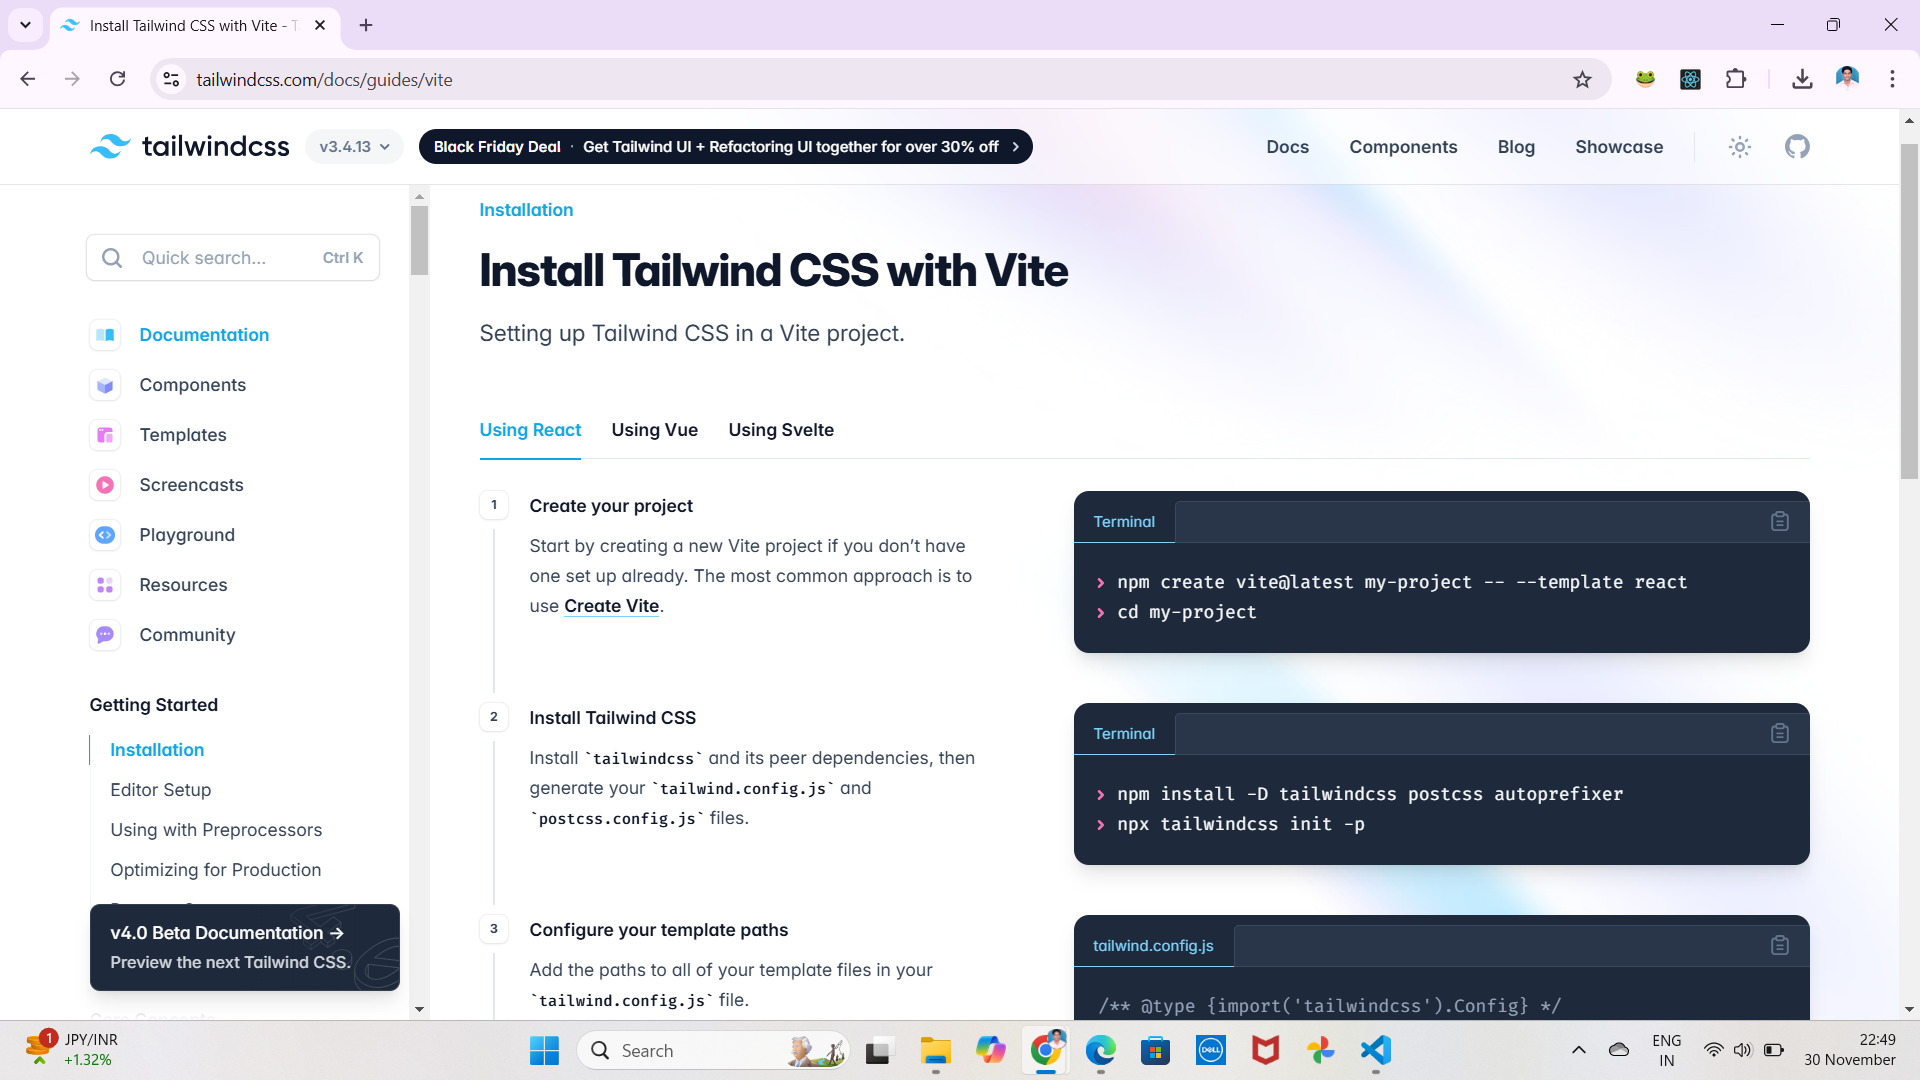 Install Tailwind CSS with Vite - T
tailwindcss.com/docs/guides/vite
tailwindcss
v3.4.13
Black Friday Deal · Get Tailwind UI + Refactoring UI together for over 30% off
Docs
Components
Blog
Showcase
Quick search...
Ctrl K
Documentation
Components
Templates
Screencasts
Playground
Resources
Community
Getting Started
Installation
Editor Setup
Using with Preprocessors
Optimizing for Production
v4.0 Beta Documentation →
Preview the next Tailwind CSS.
Installation
Install Tailwind CSS with Vite
Setting up Tailwind CSS in a Vite project.
Using React
Using Vue
Using Svelte
1
Create your project
Start by creating a new Vite project if you don’t have
one set up already. The most common approach is to
use Create Vite.
Terminal
> npm create vite@latest my-project -- --template react
> cd my-project
2
Install Tailwind CSS
Install `tailwindcss` and its peer dependencies, then
generate your `tailwind.config.js` and
`postcss.config.js` files.
Terminal
> npm install -D tailwindcss postcss autoprefixer
> npx tailwindcss init -p
3
Configure your template paths
Add the paths to all of your template files in your
`tailwind.config.js` file.
tailwind.config.js
/** @type {import('tailwindcss').Config} */
1
JPY/INR
+1.32%
Search
DELL
ENG
IN
22:49
30 November